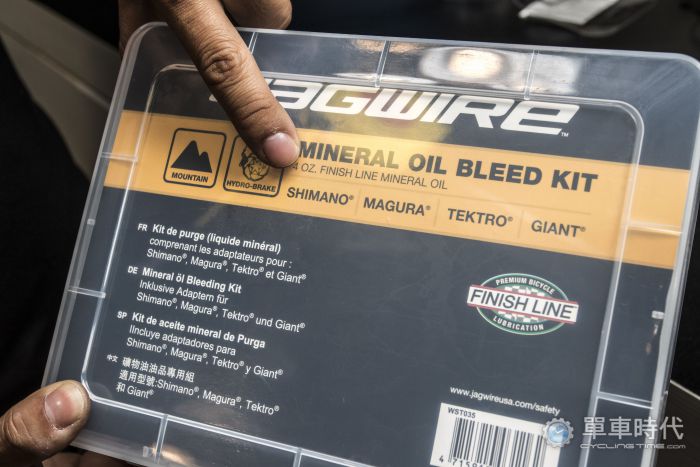 JAGWIRE™
MINERAL OIL BLEED KIT
4 OZ. FINISH LINE MINERAL OIL
MOUNTAIN
HYDRO-BRAKE
SHIMANO® MAGURA® TEKTRO® GIANT®
FR Kit de purge (liquide minéral)
comprenant les adaptateurs pour :
Shimano®, Magura®, Tektro® et Giant®
DE Mineral öl Bleeding Kit
Inklusive Adaptern für
Shimano®, Magura®, Tektro® und Giant®
SP Kit de aceite mineral de Purga
IIncluye adaptadores para
Shimano®, Magura®, Tektro® y Giant®
中文 礦物油油品專用組
適用型號:Shimano®, Magura®, Tektro®
和 Giant®
PREMIUM BICYCLE
FINISH LINE
LUBRICATION
www.jagwireusa.com/safety
WST035
單車時代
CYCLINGTIME.COM